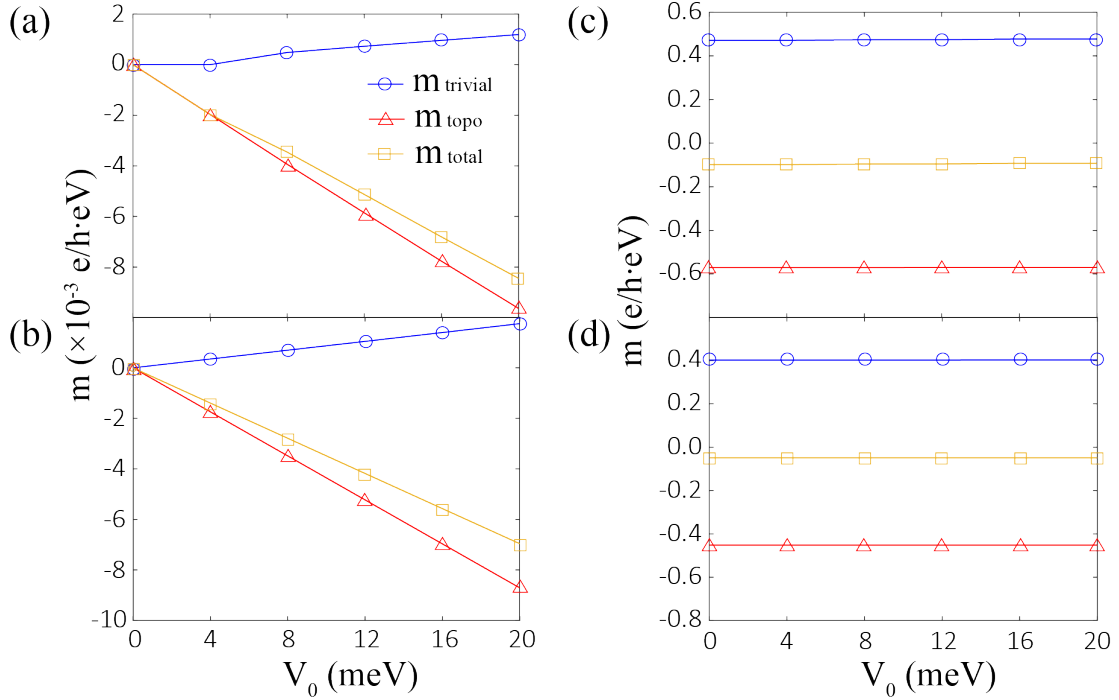 (a)
2
0
-2
-4
-6
-8
m trivial
m topo
m total
(b)
0
-2
-4
-6
-8
-10
m (×10⁻³ e/h·eV)
0 4 8 12 16 20
V₀ (meV)
(c)
0.6
0.4
0.2
0.0
-0.2
-0.4
-0.6
(d)
0.4
0.2
0.0
-0.2
-0.4
-0.6
-0.8
m (e/h·eV)
0 4 8 12 16 20
V₀ (meV)